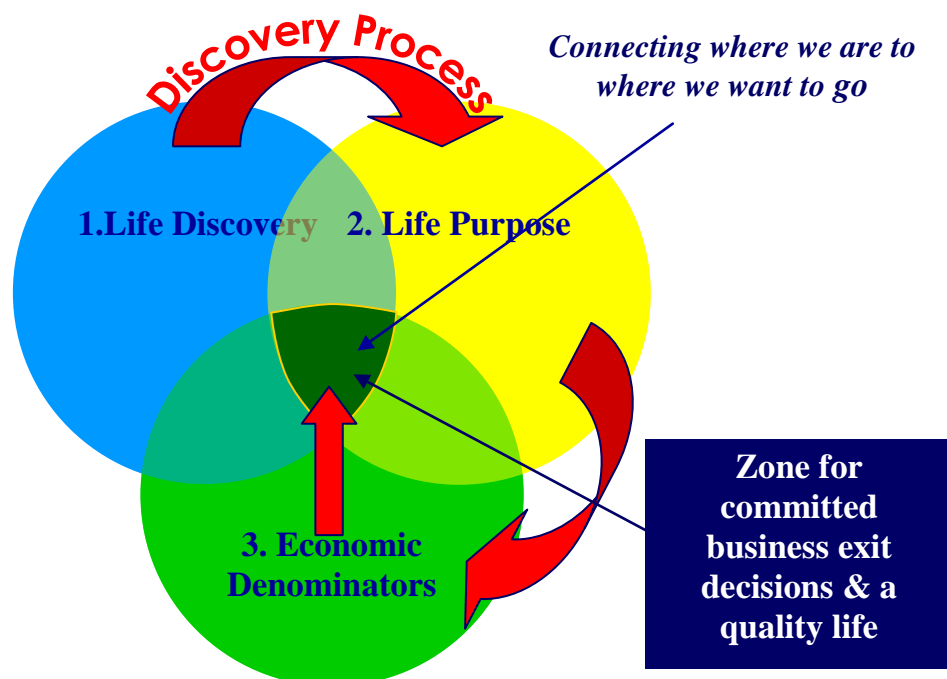 Discovery Process
Connecting where we are to
where we want to go
1.Life Discovery
2. Life Purpose
3. Economic
Denominators
Zone for
committed
business exit
decisions & a
quality life